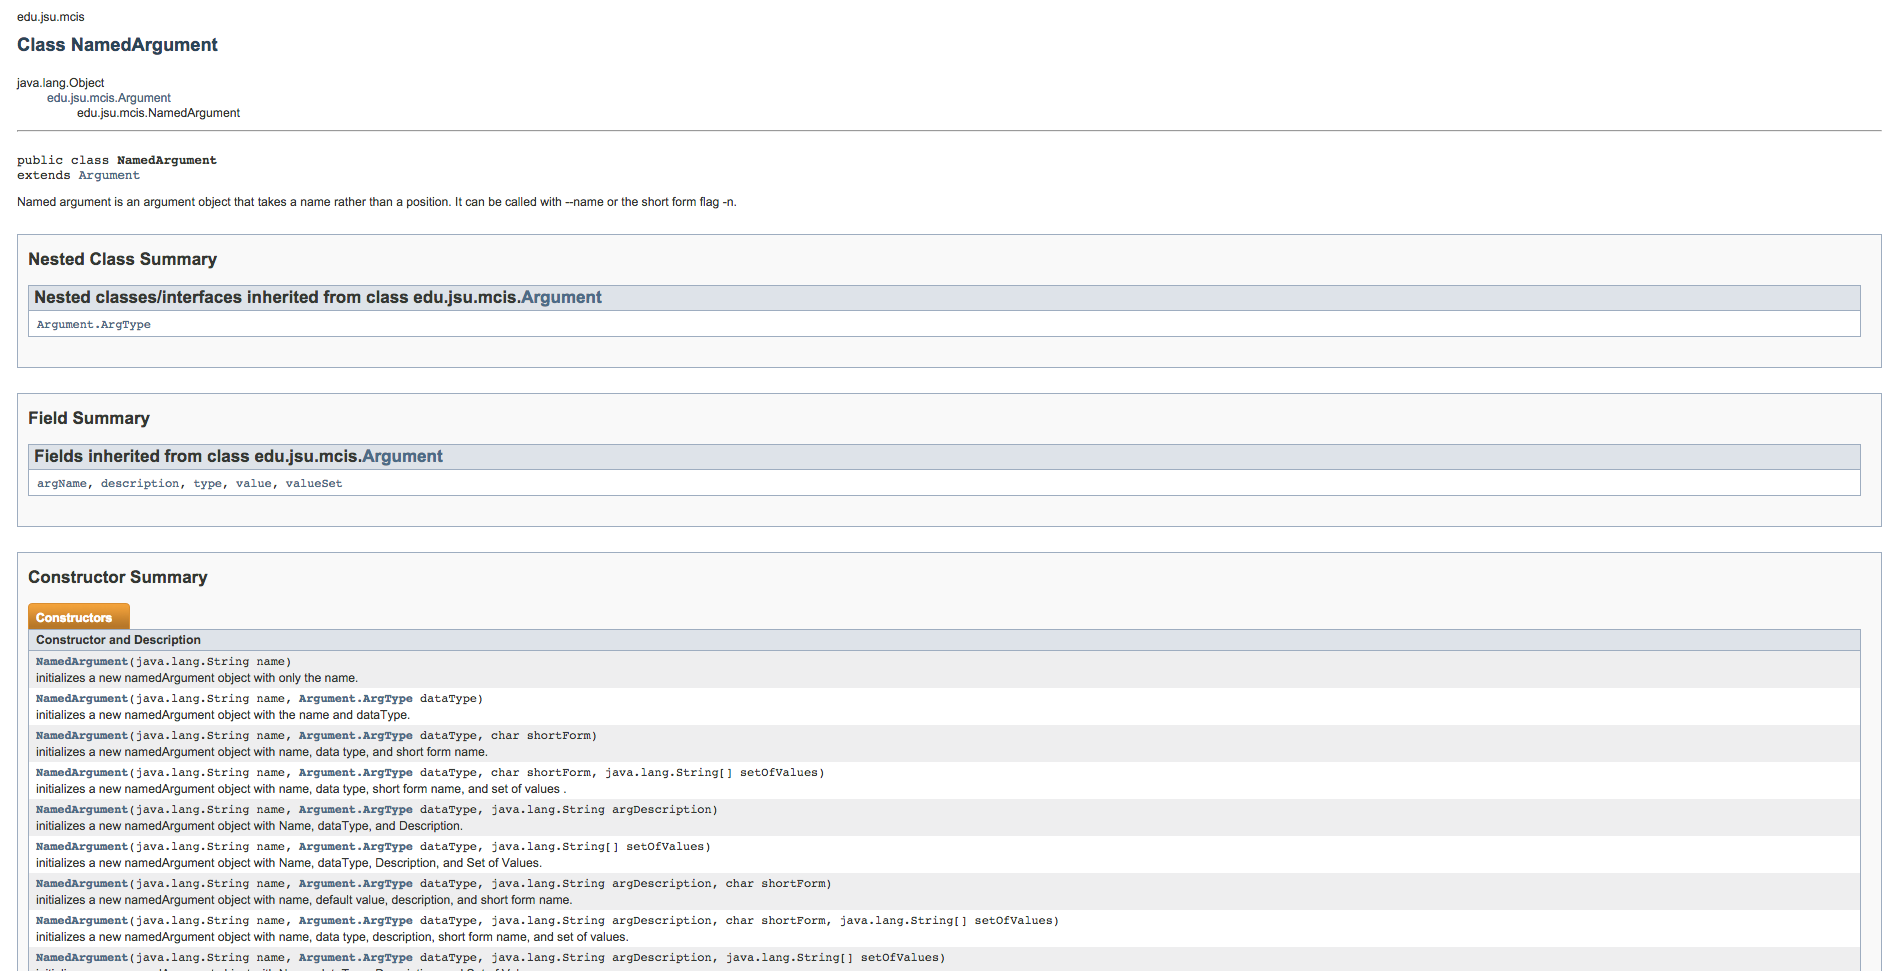 edu.jsu.mcis
Class NamedArgument
java.lang.Object
edu.jsu.mcis.Argument
edu.jsu.mcis.NamedArgument
public class NamedArgument
extends Argument
Named argument is an argument object that takes a name rather than a position. It can be called with --name or the short form flag -n.
Nested Class Summary
Nested classes/interfaces inherited from class edu.jsu.mcis.Argument
Argument.ArgType
Field Summary
Fields inherited from class edu.jsu.mcis.Argument
argName, description, type, value, valueSet
Constructor Summary
Constructors
Constructor and Description
NamedArgument(java.lang.String name)
initializes a new namedArgument object with only the name.
NamedArgument(java.lang.String name, Argument.ArgType dataType)
initializes a new namedArgument object with the name and dataType.
NamedArgument(java.lang.String name, Argument.ArgType dataType, char shortForm)
initializes a new namedArgument object with name, data type, and short form name.
NamedArgument(java.lang.String name, Argument.ArgType dataType, char shortForm, java.lang.String[] setOfValues)
initializes a new namedArgument object with name, data type, short form name, and set of values .
NamedArgument(java.lang.String name, Argument.ArgType dataType, java.lang.String argDescription)
initializes a new namedArgument object with Name, dataType, and Description.
NamedArgument(java.lang.String name, Argument.ArgType dataType, java.lang.String[] setOfValues)
initializes a new namedArgument object with Name, dataType, Description, and Set of Values.
NamedArgument(java.lang.String name, Argument.ArgType dataType, java.lang.String argDescription, char shortForm)
initializes a new namedArgument object with name, default value, description, and short form name.
NamedArgument(java.lang.String name, Argument.ArgType dataType, java.lang.String argDescription, char shortForm, java.lang.String[] setOfValues)
initializes a new namedArgument object with name, data type, description, short form name, and set of values.
NamedArgument(java.lang.String name, Argument.ArgType dataType, java.lang.String argDescription, java.lang.String[] setOfValues)